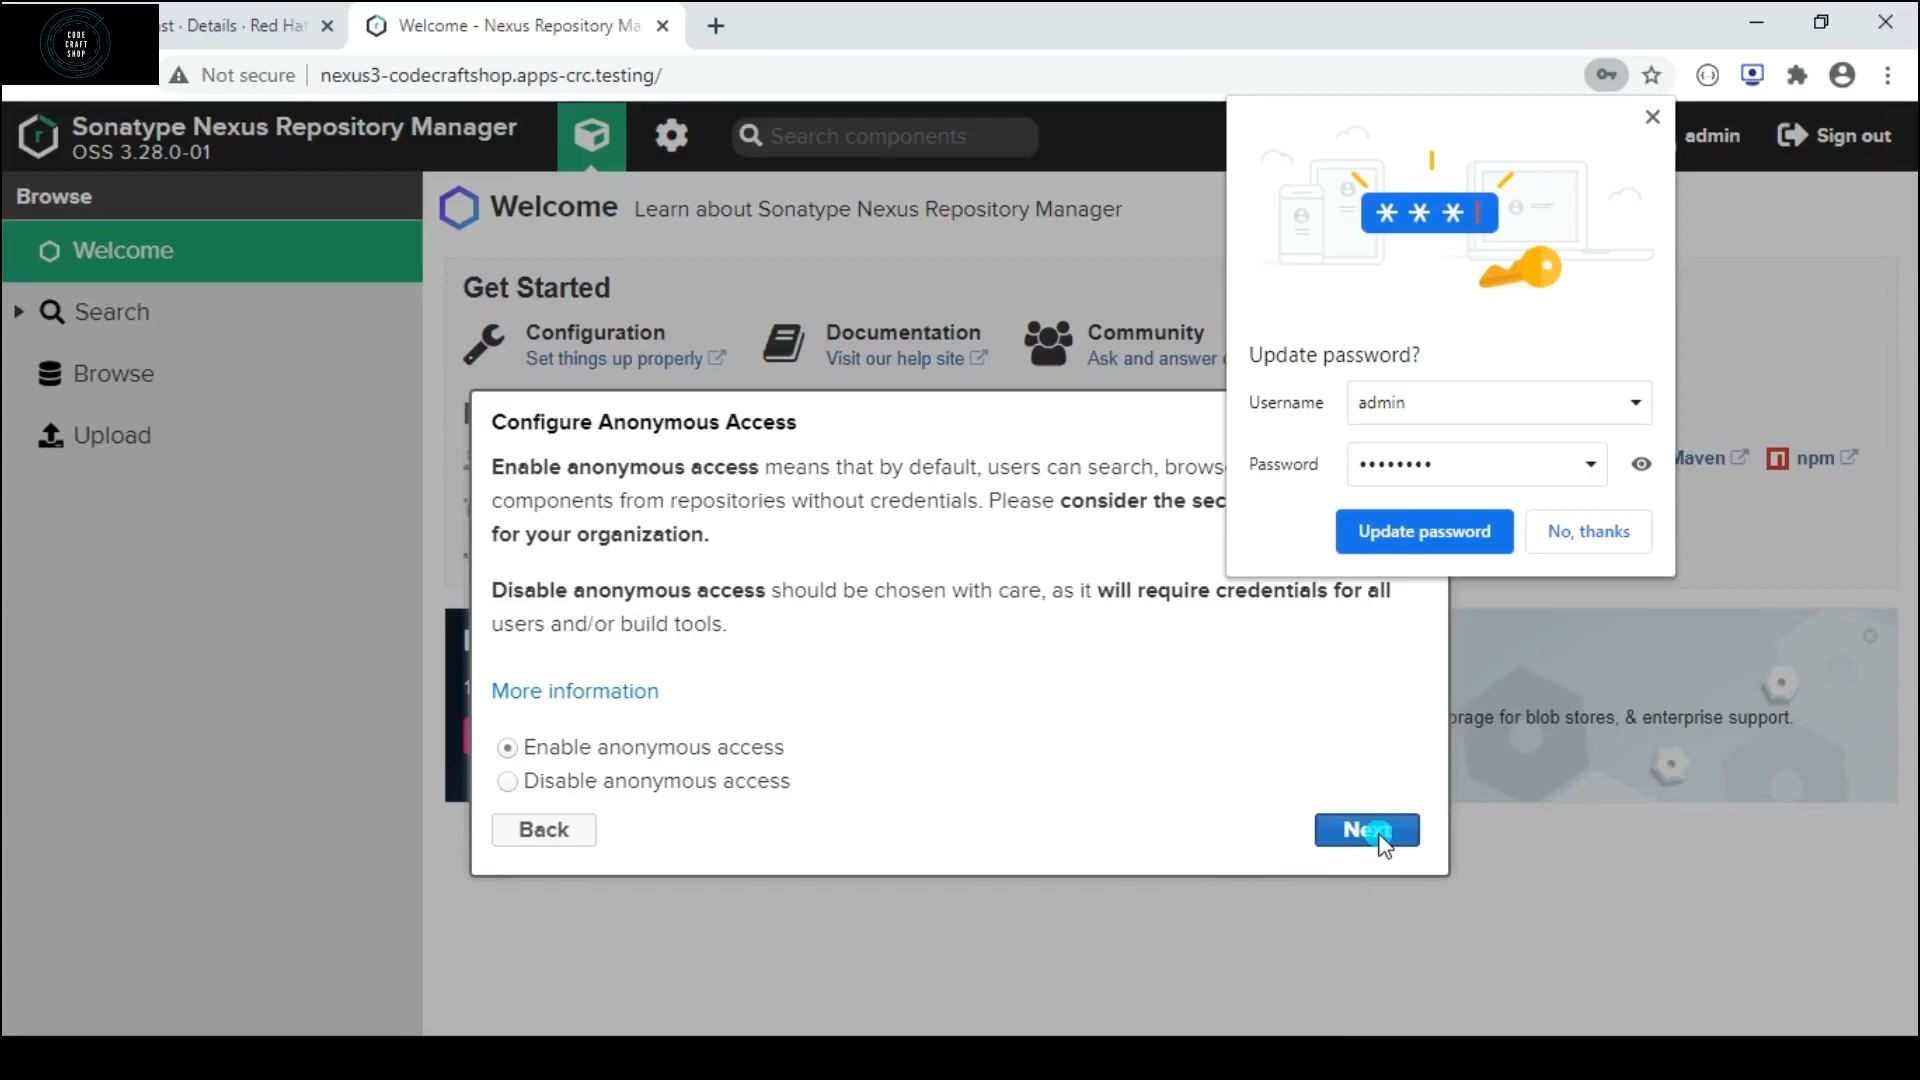 CODE
CRAFT
SHOP
st · Details · Red Hat
Welcome - Nexus Repository Ma
Not secure
nexus3-codecraftshop.apps-crc.testing/
Sonatype Nexus Repository Manager
OSS 3.28.0-01
Search components
admin
Sign out
Browse
Welcome
Search
Browse
Upload
Welcome
Learn about Sonatype Nexus Repository Manager
Get Started
Configuration
Set things up properly
Documentation
Visit our help site
Community
Ask and answer
Maven
npm
Configure Anonymous Access
Enable anonymous access means that by default, users can search, brows
components from repositories without credentials. Please consider the sec
for your organization.
Disable anonymous access should be chosen with care, as it will require credentials for all
users and/or build tools.
More information
Enable anonymous access
Disable anonymous access
Back
Next
* * *
Update password?
Username
admin
Password
••••••••
Update password
No, thanks
orage for blob stores, & enterprise support.